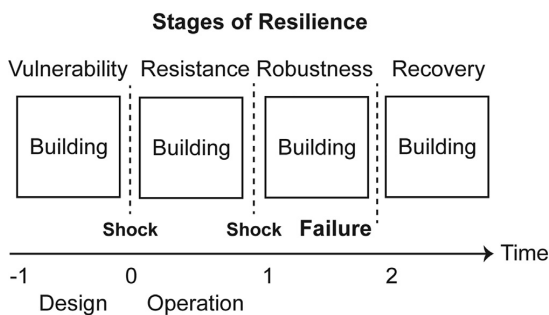 Stages of Resilience
Vulnerability Resistance Robustness Recovery
Building Building Building Building
Shock Shock Failure
Time
-1 0 1 2
Design Operation